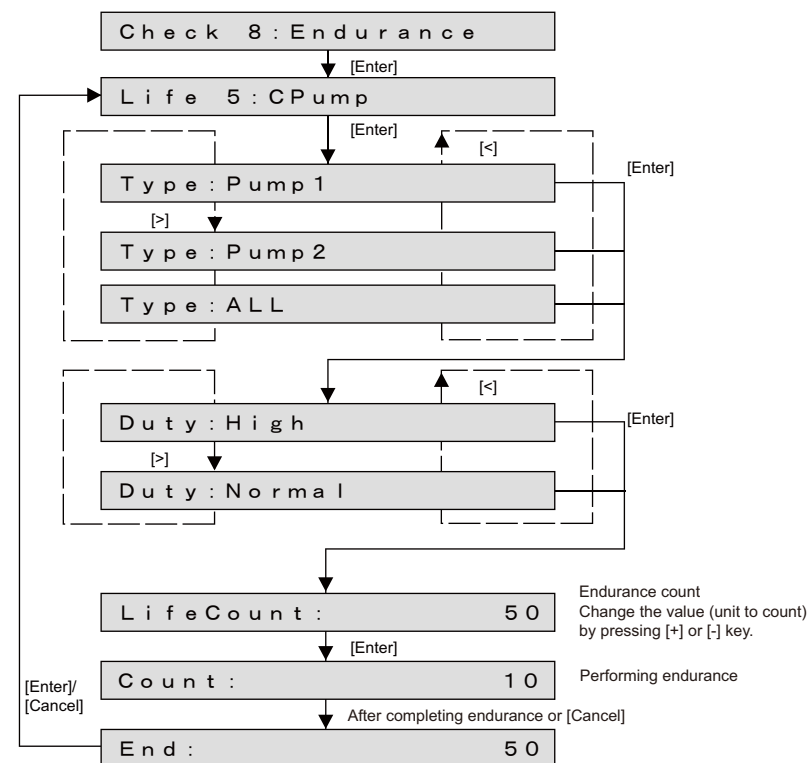 Check 8:Endurance
[Enter]
Life 5:CPump
[Enter]
[<]
[Enter]
Type:Pump1
[>]
Type:Pump2
Type:ALL
[<]
Duty:High
[Enter]
[>]
Duty:Normal
LifeCount: 50
Endurance count
Change the value (unit to count)
by pressing [+] or [-] key.
[Enter]
Count: 10
Performing endurance
[Enter]/
[Cancel]
After completing endurance or [Cancel]
End: 50